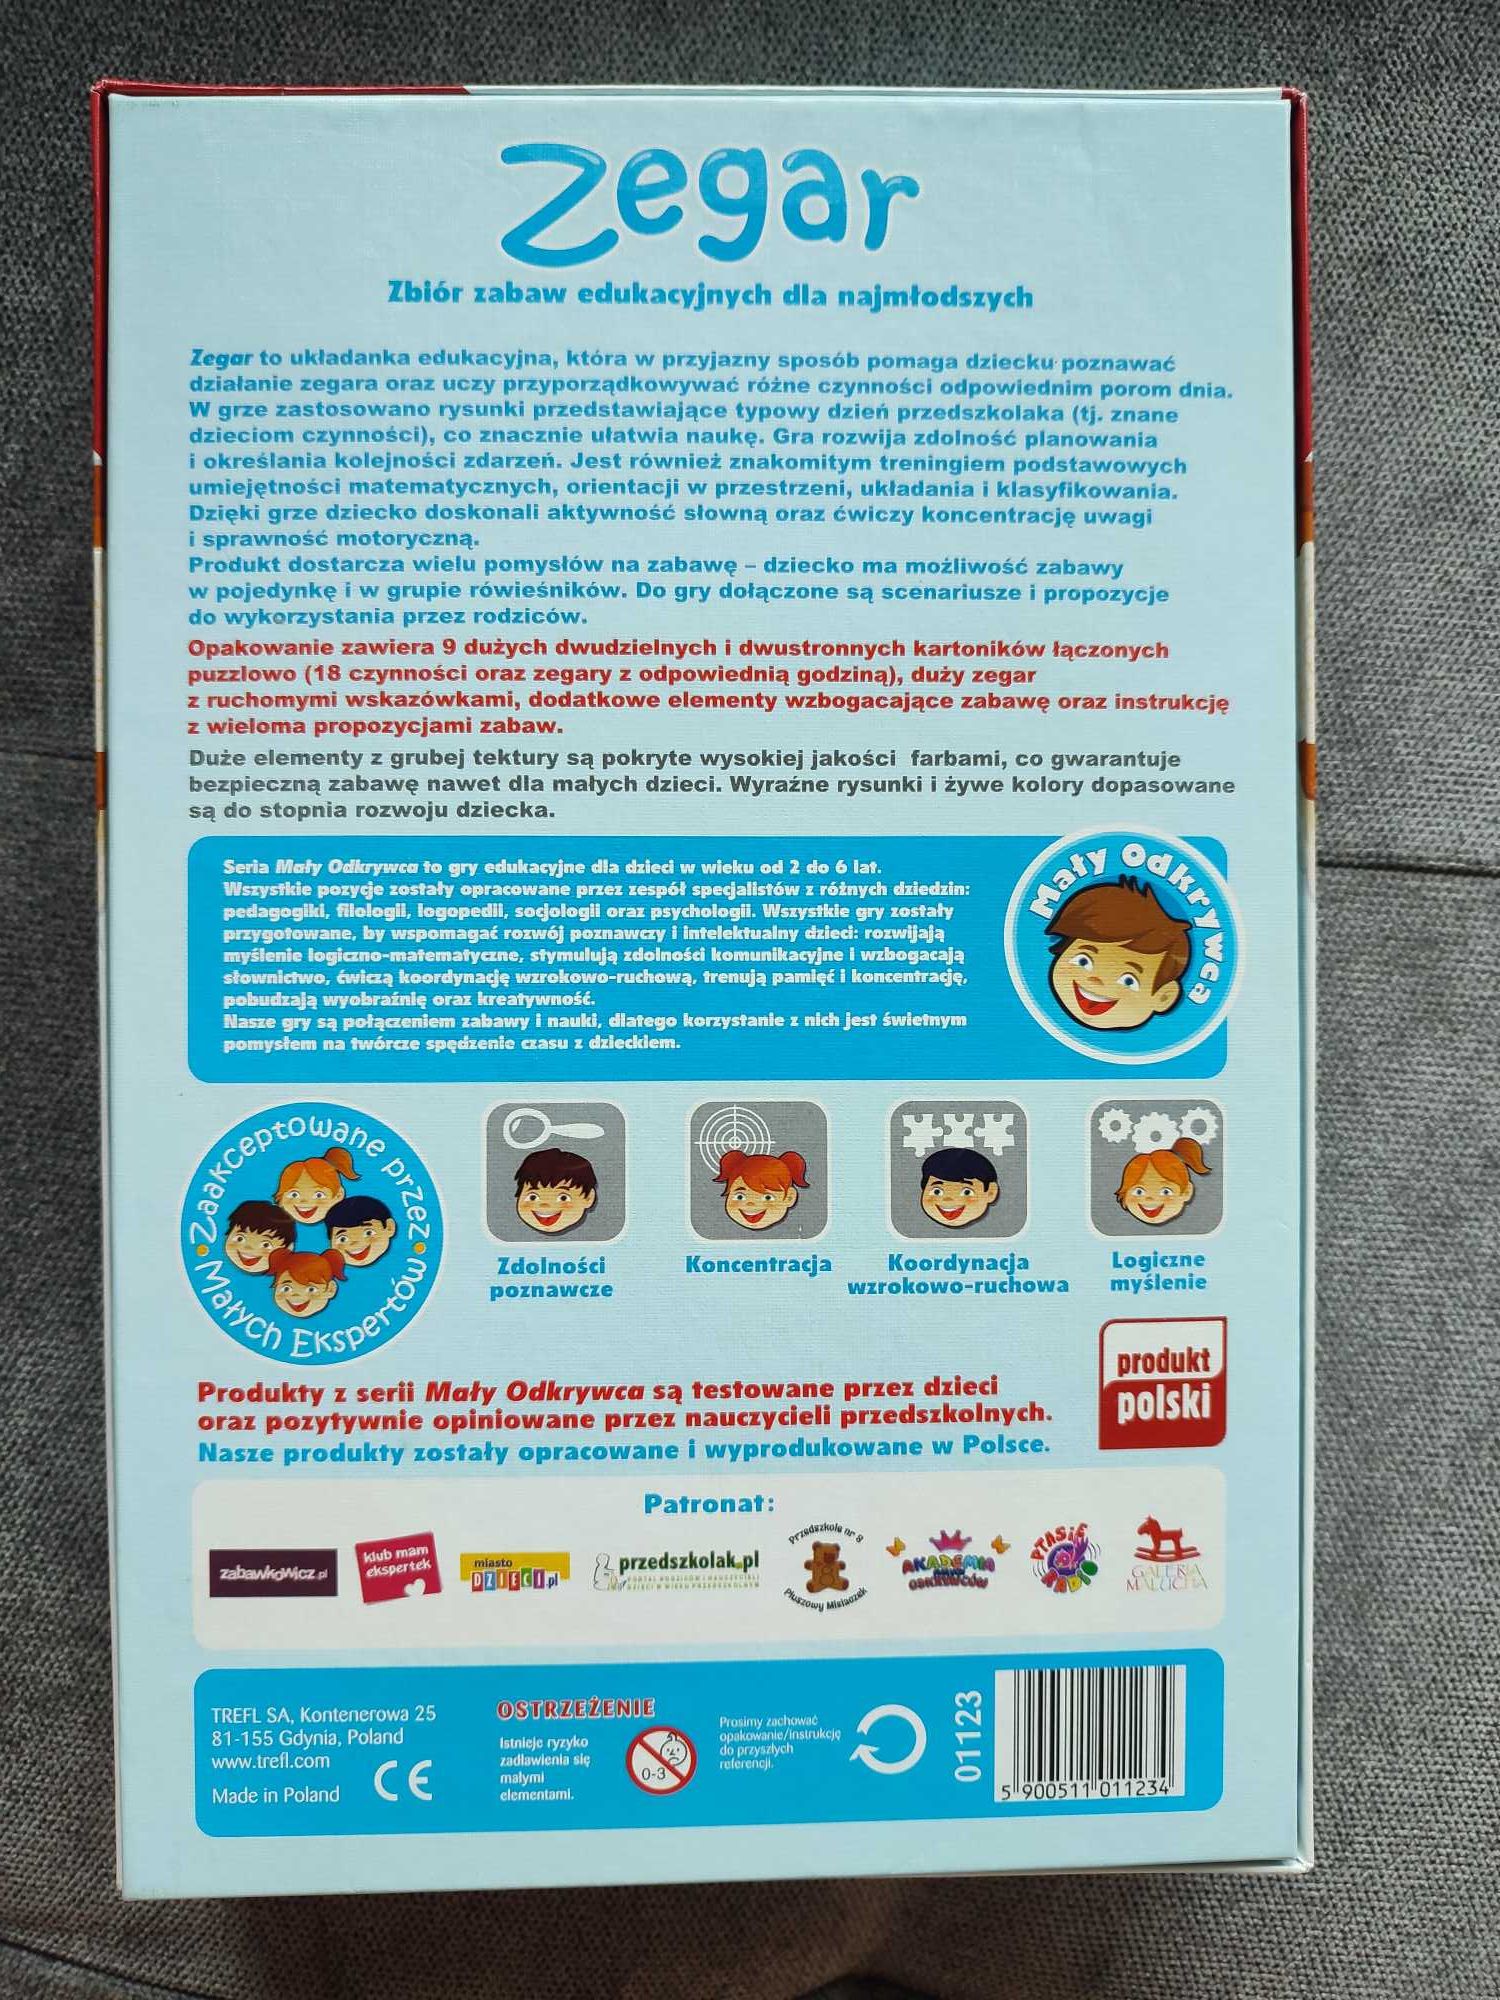 Zegar
Zbiór zabaw edukacyjnych dla najmłodszych
Zegar to układanka edukacyjna, która w przyjazny sposób pomaga dziecku poznawać
działanie zegara oraz uczy przyporządkowywać różne czynności odpowiednim porom dnia.
W grze zastosowano rysunki przedstawiające typowy dzień przedszkolaka (tj. znane
dzieciom czynności), co znacznie ułatwia naukę. Gra rozwija zdolność planowania
i określania kolejności zdarzeń. Jest również znakomitym treningiem podstawowych
umiejętności matematycznych, orientacji w przestrzeni, układania i klasyfikowania.
Dzięki grze dziecko doskonali aktywność słowną oraz ćwiczy koncentrację uwagi
i sprawność motoryczną.
Produkt dostarcza wielu pomysłów na zabawę – dziecko ma możliwość zabawy
w pojedynkę i w grupie rówieśników. Do gry dołączone są scenariusze i propozycje
do wykorzystania przez rodziców.
Opakowanie zawiera 9 dużych dwudzielnych i dwustronnych kartoników łączonych
puzzlowo (18 czynności oraz zegary z odpowiednią godziną), duży zegar
z ruchomymi wskazówkami, dodatkowe elementy wzbogacające zabawę oraz instrukcję
z wieloma propozycjami zabaw.
Duże elementy z grubej tektury są pokryte wysokiej jakości farbami, co gwarantuje
bezpieczną zabawę nawet dla małych dzieci. Wyraźne rysunki i żywe kolory dopasowane
są do stopnia rozwoju dziecka.
Seria Mały Odkrywca to gry edukacyjne dla dzieci w wieku od 2 do 6 lat.
Wszystkie pozycje zostały opracowane przez zespół specjalistów z różnych dziedzin:
pedagogiki, filologii, logopedii, socjologii oraz psychologii. Wszystkie gry zostały
przygotowane, by wspomagać rozwój poznawczy i intelektualny dzieci: rozwijają
myślenie logiczno-matematyczne, stymulują zdolności komunikacyjne i wzbogacają
słownictwo, ćwiczą koordynację wzrokowo-ruchową, trenują pamięć i koncentrację,
pobudzają wyobraźnię oraz kreatywność.
Nasze gry są połączeniem zabawy i nauki, dlatego korzystanie z nich jest świetnym
pomysłem na twórcze spędzenie czasu z dzieckiem.
Mały Odkrywca
Zaakceptowane przez
Małych Ekspertów
Zdolności
poznawcze
Koncentracja
Koordynacja
wzrokowo-ruchowa
Logiczne
myślenie
produkt
polski
Produkty z serii Mały Odkrywca są testowane przez dzieci
oraz pozytywnie opiniowane przez nauczycieli przedszkolnych.
Nasze produkty zostały opracowane i wyprodukowane w Polsce.
Patronat:
zabawkowicz.pl
klub mam
ekspertek
miasto
DZIECI.pl
przedszkolak.pl
PORTAL RODZICÓW I NAUCZYCIELI
DZIECI W WIEKU PRZEDSZKOLNYM
Przedszkole nr 8
Pluszowy Misiaczek
AKADEMIA
ODKRYWCÓW
PTASIE
RADIO
GALERIA
MALUCHA
TREFL SA, Kontenerowa 25
81-155 Gdynia, Poland
www.trefl.com
Made in Poland
CE
OSTRZEŻENIE
Istnieje ryzyko
zadławienia się
małymi
elementami.
0-3
Prosimy zachować
opakowanie/instrukcję
do przyszłych
referencji.
01123
5 900511 011234